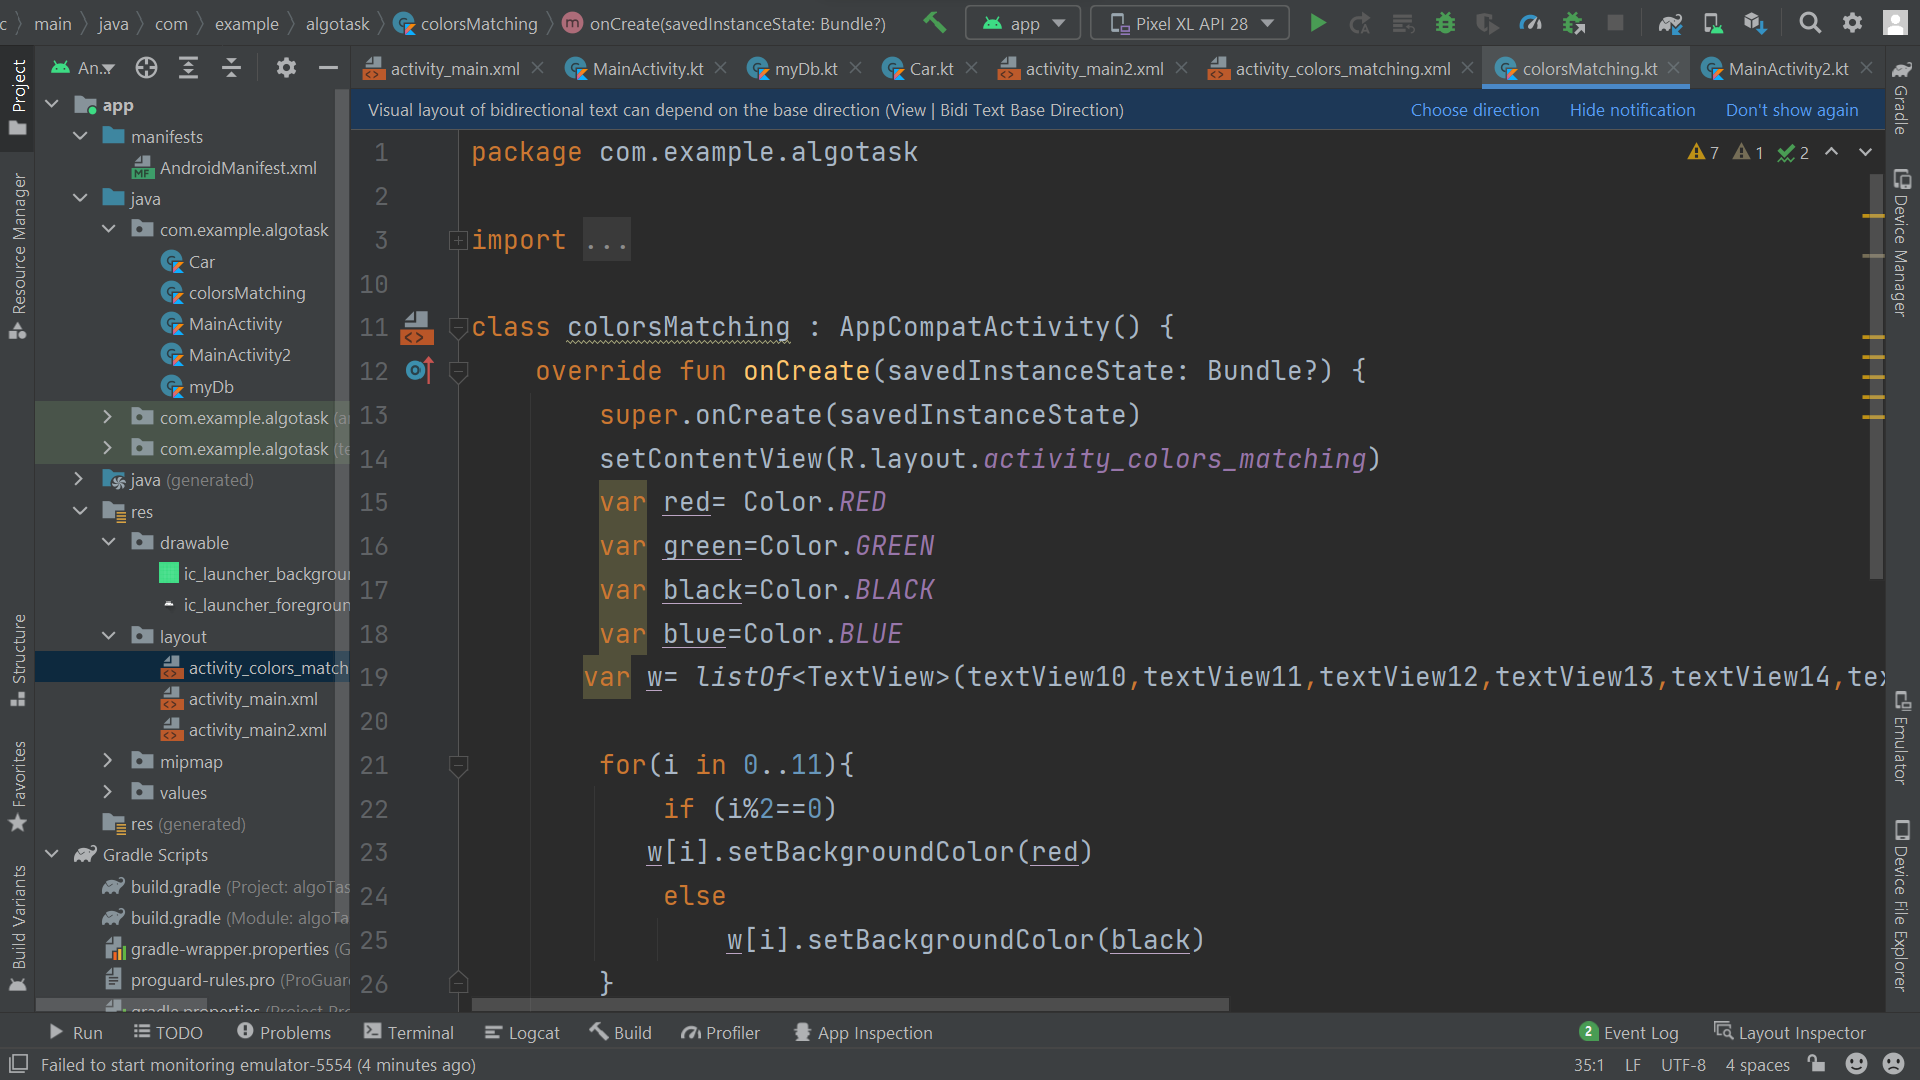 c main java com example algotask colorsMatching onCreate(savedInstanceState: Bundle?) app Pixel XL API 28
Project
An... activity_main.xml MainActivity.kt myDb.kt Car.kt activity_main2.xml activity_colors_matching.xml colorsMatching.kt MainActivity2.kt
Visual layout of bidirectional text can depend on the base direction (View | Bidi Text Base Direction) Choose direction Hide notification Don't show again
app
manifests
MF AndroidManifest.xml
java
com.example.algotask
Car
colorsMatching
MainActivity
MainActivity2
myDb
com.example.algotask (a
com.example.algotask (te
java (generated)
res
drawable
ic_launcher_backgrou
ic_launcher_foregroun
layout
activity_colors_match
activity_main.xml
activity_main2.xml
mipmap
values
res (generated)
Gradle Scripts
build.gradle (Project: algoTas
build.gradle (Module: algoTa
gradle-wrapper.properties (G
proguard-rules.pro (ProGuar
gradle.properties (Project Pro
Resource Manager
Structure
Favorites
Build Variants
7 1 2
1 package com.example.algotask
2
3 import ...
10
11 class colorsMatching : AppCompatActivity() {
12 override fun onCreate(savedInstanceState: Bundle?) {
13 super.onCreate(savedInstanceState)
14 setContentView(R.layout.activity_colors_matching)
15 var red= Color.RED
16 var green=Color.GREEN
17 var black=Color.BLACK
18 var blue=Color.BLUE
19 var w= listOf<TextView>(textView10,textView11,textView12,textView13,textView14,tex
20
21 for(i in 0..11){
22 if (i%2==0)
23 w[i].setBackgroundColor(red)
24 else
25 w[i].setBackgroundColor(black)
26 }
Gradle
Device Manager
Emulator
Device File Explorer
Run TODO Problems Terminal Logcat Build Profiler App Inspection 2 Event Log Layout Inspector
Failed to start monitoring emulator-5554 (4 minutes ago) 35:1 LF UTF-8 4 spaces